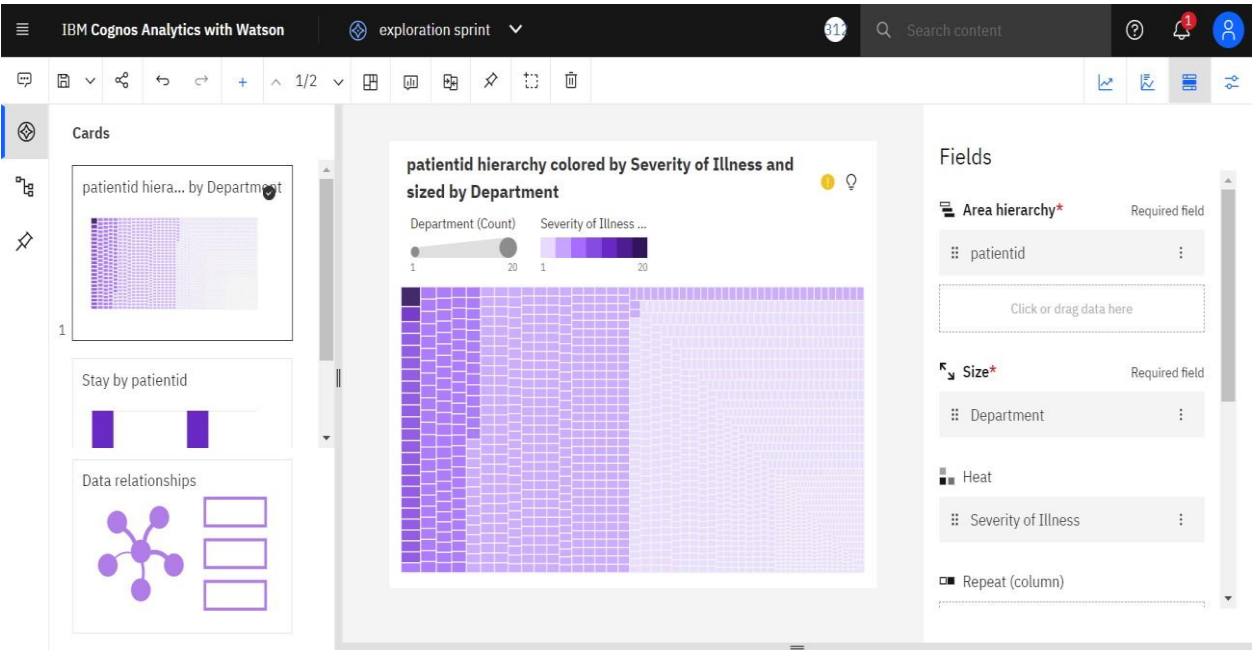 IBM Cognos Analytics with Watson
exploration sprint
312
Search content
1
1/2
Cards
patientid hiera... by Department
1
Stay by patientid
Data relationships
patientid hierarchy colored by Severity of Illness and
sized by Department
Department (Count) Severity of Illness ...
1 20 1 20
Fields
Area hierarchy* Required field
patientid
Click or drag data here
Size* Required field
Department
Heat
Severity of Illness
Repeat (column)